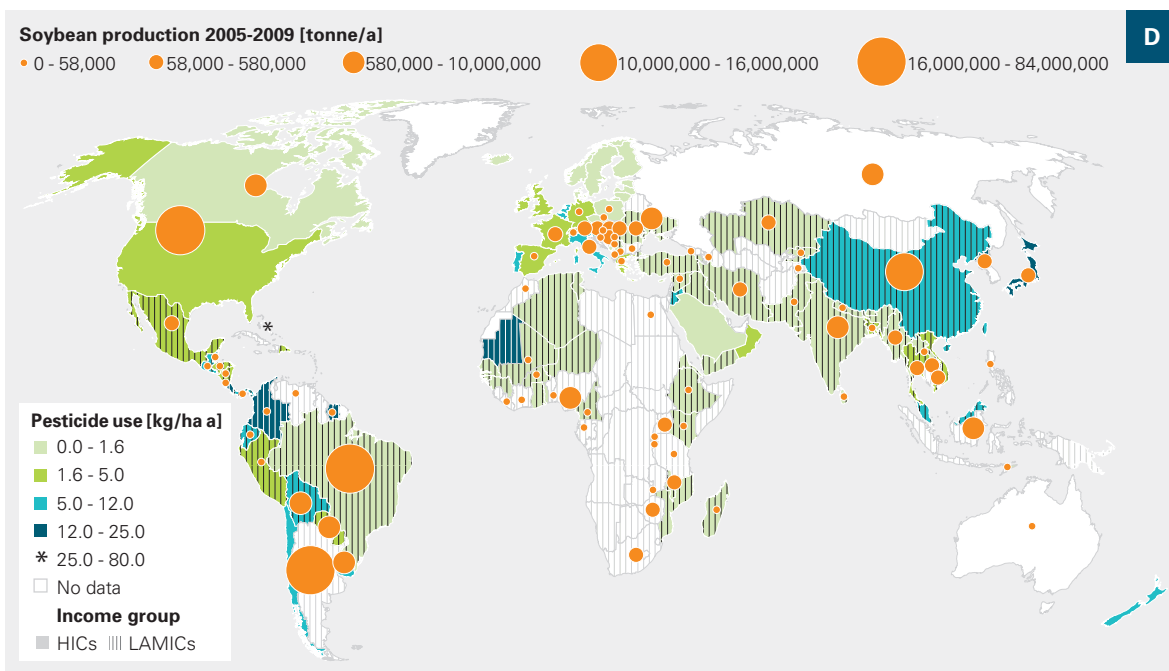 Soybean production 2005-2009 [tonne/a]
D
0 - 58,000 58,000 - 580,000 580,000 - 10,000,000 10,000,000 - 16,000,000 16,000,000 - 84,000,000
*
Pesticide use [kg/ha a]
0.0 - 1.6
1.6 - 5.0
5.0 - 12.0
12.0 - 25.0
* 25.0 - 80.0
No data
Income group
HICs LAMICs